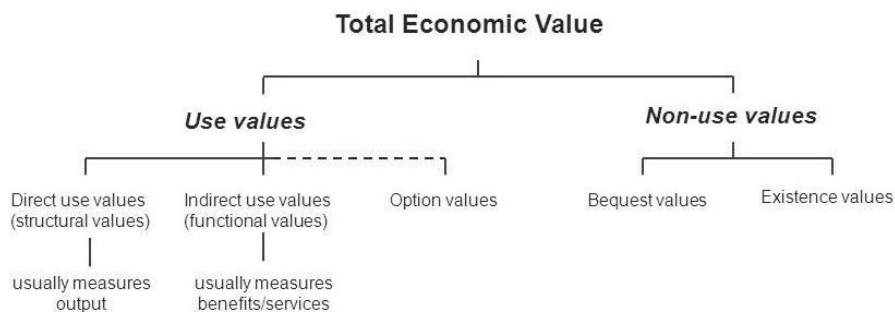 Total Economic Value
Use values
Non-use values
Direct use values
(structural values)
Indirect use values
(functional values)
Option values
Bequest values
Existence values
usually measures
output
usually measures
benefits/services